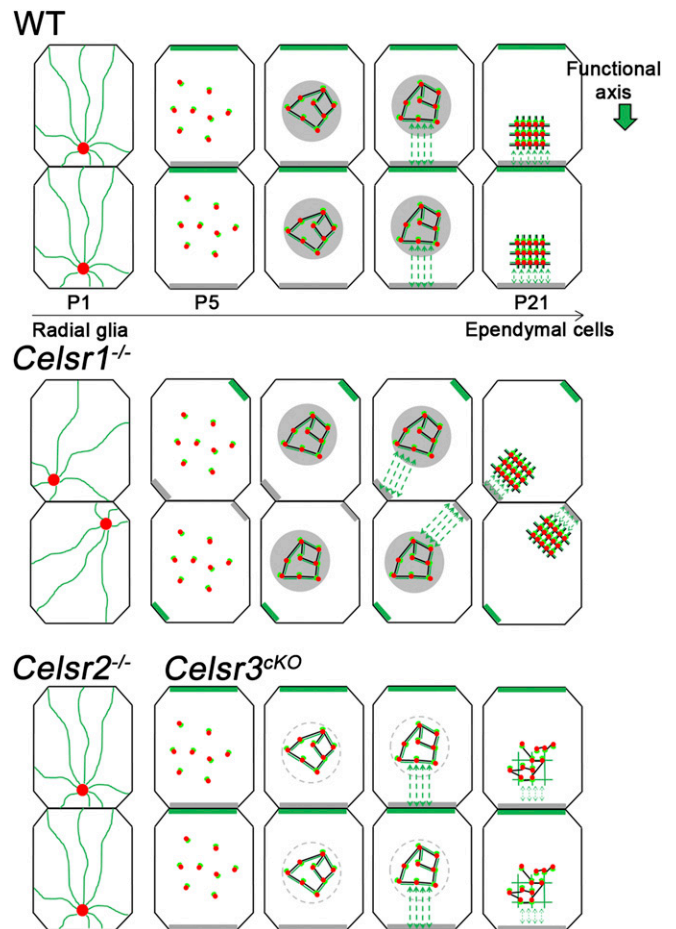 WT
Functional
axis
P1 P5 P21
Radial glia Ependymal cells
Celsr1-/-
Celsr2-/- Celsr3cKO